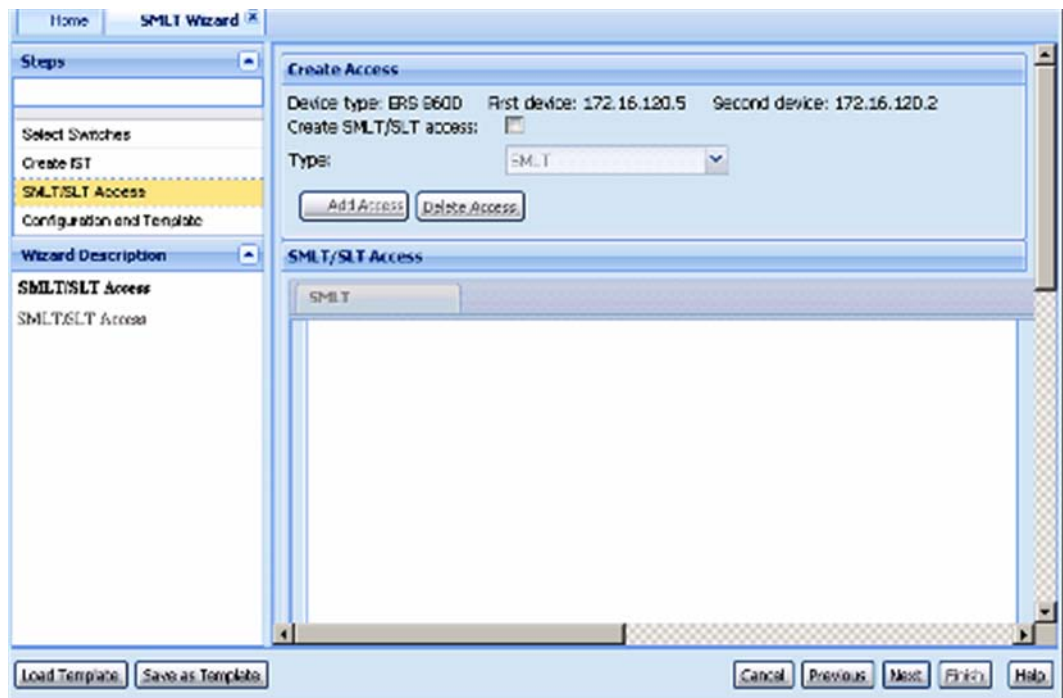 Home SMLT Wizard
Steps
Select Switches
Create IST
SMLT/SLT Access
Configuration and Template
Wizard Description
SMLT/SLT Access
SMLT/SLT Access
Create Access
Device type: ERS 8600 First device: 172.16.120.5 Second device: 172.16.120.2
Create SMLT/SLT access:
Type: SMLT
Add Access Delete Access
SMLT/SLT Access
SMLT
Load Template Save as Template Cancel Previous Next Finish Help